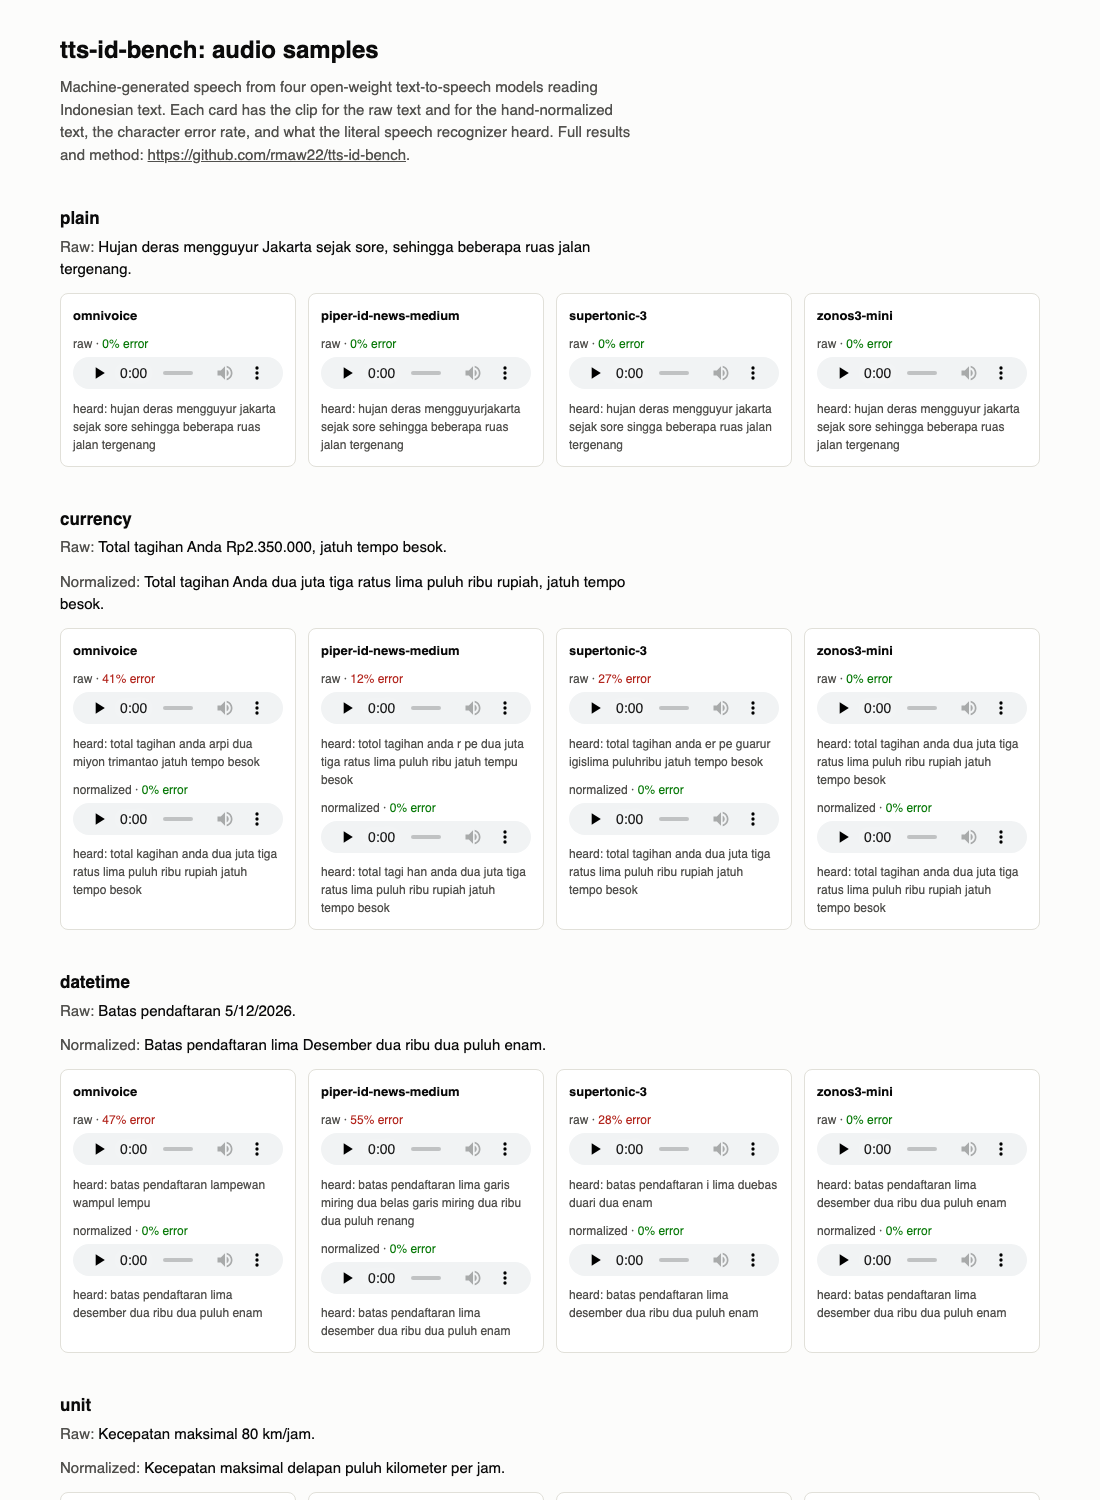 tts-id-bench: audio samples
Machine-generated speech from four open-weight text-to-speech models reading
Indonesian text. Each card has the clip for the raw text and for the hand-normalized
text, the character error rate, and what the literal speech recognizer heard. Full results
and method: https://github.com/rmaw22/tts-id-bench.
plain
Raw: Hujan deras mengguyur Jakarta sejak sore, sehingga beberapa ruas jalan
tergenang.
omnivoice
raw · 0% error
0:00
heard: hujan deras mengguyur jakarta
sejak sore sehingga beberapa ruas
jalan tergenang
piper-id-news-medium
raw · 0% error
0:00
heard: hujan deras mengguyurjakarta
sejak sore sehingga beberapa ruas
jalan tergenang
supertonic-3
raw · 0% error
0:00
heard: hujan deras mengguyur jakarta
sejak sore singga beberapa ruas jalan
tergenang
zonos3-mini
raw · 0% error
0:00
heard: hujan deras mengguyur jakarta
sejak sore sehingga beberapa ruas
jalan tergenang
currency
Raw: Total tagihan Anda Rp2.350.000, jatuh tempo besok.
Normalized: Total tagihan Anda dua juta tiga ratus lima puluh ribu rupiah, jatuh tempo
besok.
omnivoice
raw · 41% error
0:00
heard: total tagihan anda arpi dua
miyon trimantao jatuh tempo besok
normalized · 0% error
0:00
heard: total kagihan anda dua juta tiga
ratus lima puluh ribu rupiah jatuh
tempo besok
piper-id-news-medium
raw · 12% error
0:00
heard: totol tagihan anda r pe dua juta
tiga ratus lima puluh ribu jatuh tempu
besok
normalized · 0% error
0:00
heard: total tagi han anda dua juta tiga
ratus lima puluh ribu rupiah jatuh
tempo besok
supertonic-3
raw · 27% error
0:00
heard: total tagihan anda er pe guarur
igislima puluhribu jatuh tempo besok
normalized · 0% error
0:00
heard: total tagihan anda dua juta tiga
ratus lima puluh ribu rupiah jatuh
tempo besok
zonos3-mini
raw · 0% error
0:00
heard: total tagihan anda dua juta tiga
ratus lima puluh ribu rupiah jatuh
tempo besok
normalized · 0% error
0:00
heard: total tagihan anda dua juta tiga
ratus lima puluh ribu rupiah jatuh
tempo besok
datetime
Raw: Batas pendaftaran 5/12/2026.
Normalized: Batas pendaftaran lima Desember dua ribu dua puluh enam.
omnivoice
raw · 47% error
0:00
heard: batas pendaftaran lampewan
wampul lempu
normalized · 0% error
0:00
heard: batas pendaftaran lima
desember dua ribu dua puluh enam
piper-id-news-medium
raw · 55% error
0:00
heard: batas pendaftaran lima garis
miring dua belas garis miring dua ribu
dua puluh renang
normalized · 0% error
0:00
heard: batas pendaftaran lima
desember dua ribu dua puluh enam
supertonic-3
raw · 28% error
0:00
heard: batas pendaftaran i lima duebas
duari dua enam
normalized · 0% error
0:00
heard: batas pendaftaran lima
desember dua ribu dua puluh enam
zonos3-mini
raw · 0% error
0:00
heard: batas pendaftaran lima
desember dua ribu dua puluh enam
normalized · 0% error
0:00
heard: batas pendaftaran lima
desember dua ribu dua puluh enam
unit
Raw: Kecepatan maksimal 80 km/jam.
Normalized: Kecepatan maksimal delapan puluh kilometer per jam.